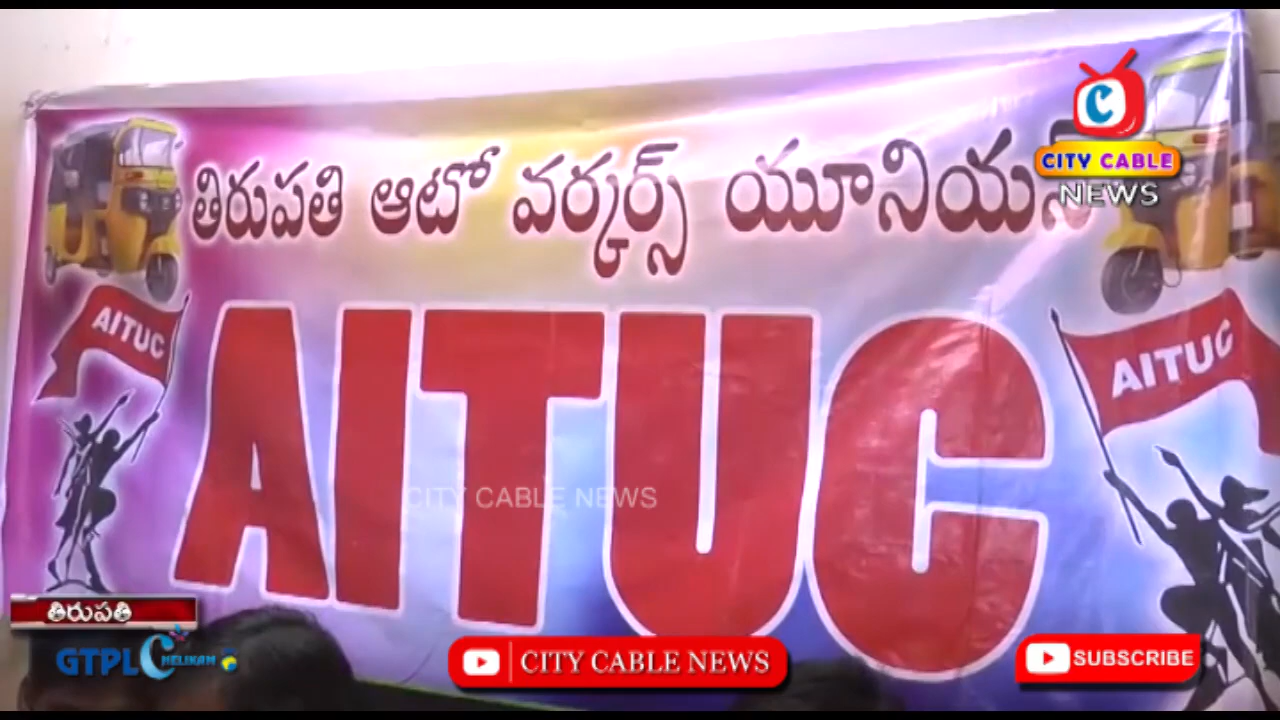 తిరుపతి ఆటో వర్కర్స్ యూనియన్
AITUC
AITUC
AITUC
C
CITY CABLE
NEWS
CITY CABLE NEWS
తిరుపతి
GTPL
CITY CABLE NEWS
SUBSCRIBE